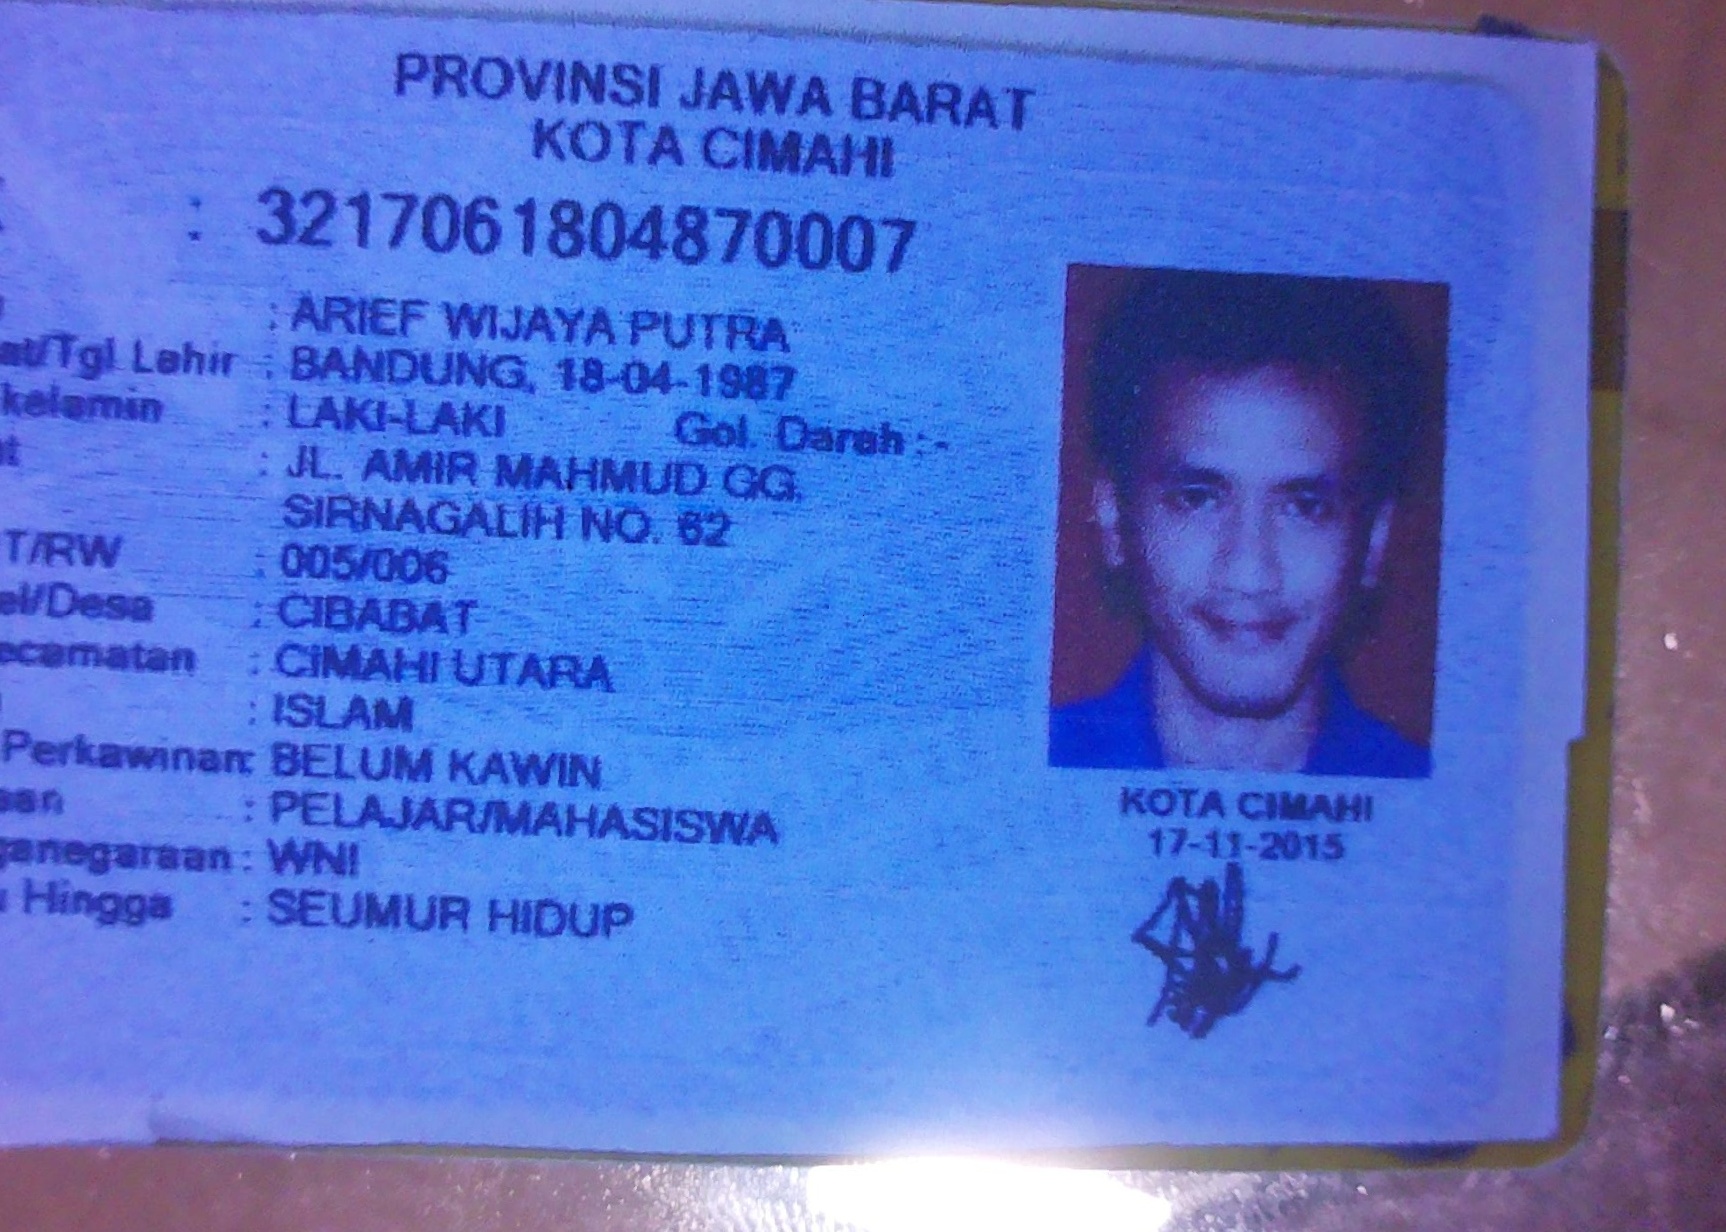 PROVINSI JAWA BARAT
KOTA CIMAHI
: 3217061804870007
: ARIEF WIJAYA PUTRA
at/Tgl Lahir : BANDUNG, 18-04-1987
kelamin : LAKI-LAKI Gol. Darah : -
at : JL. AMIR MAHMUD GG.
SIRNAGALIH NO. 62
T/RW : 005/006
el/Desa : CIBABAT
ecamatan : CIMAHI UTARA
: ISLAM
Perkawinan: BELUM KAWIN
aan : PELAJAR/MAHASISWA
ganegaraan : WNI
Hingga : SEUMUR HIDUP
KOTA CIMAHI
17-11-2015